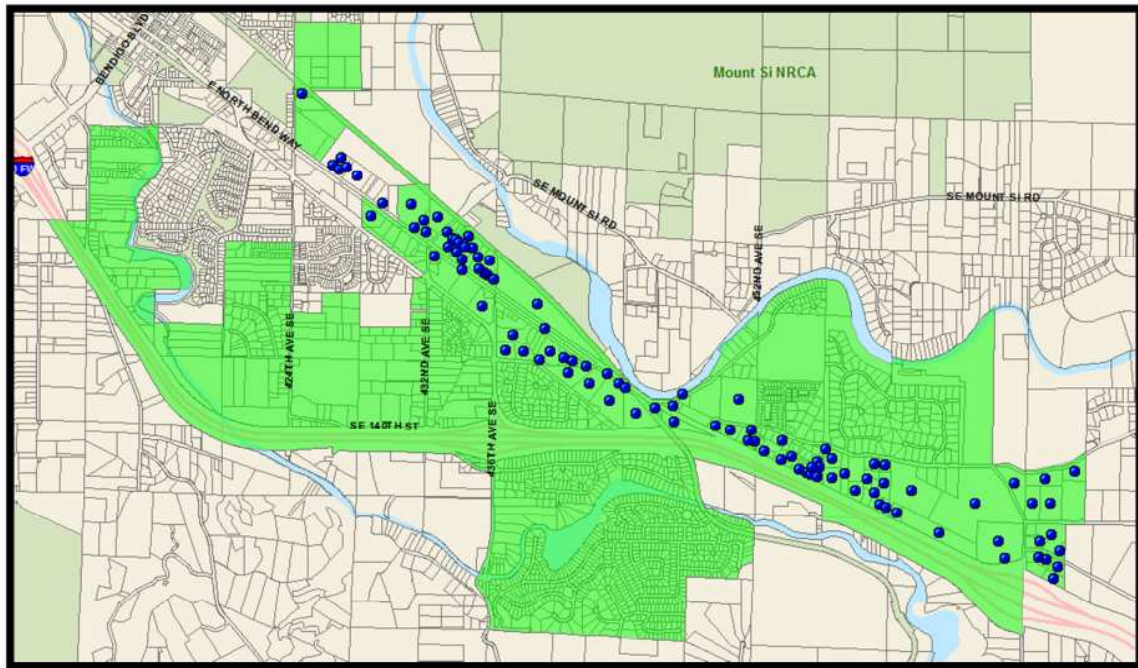 BENDIGO BLVD
E NORTH BEND WAY
Mount Si NRCA
SE MOUNT SI RD
SE MOUNT SI RD
452ND AVE SE
424TH AVE SE
432ND AVE SE
SE 140TH ST
436TH AVE SE